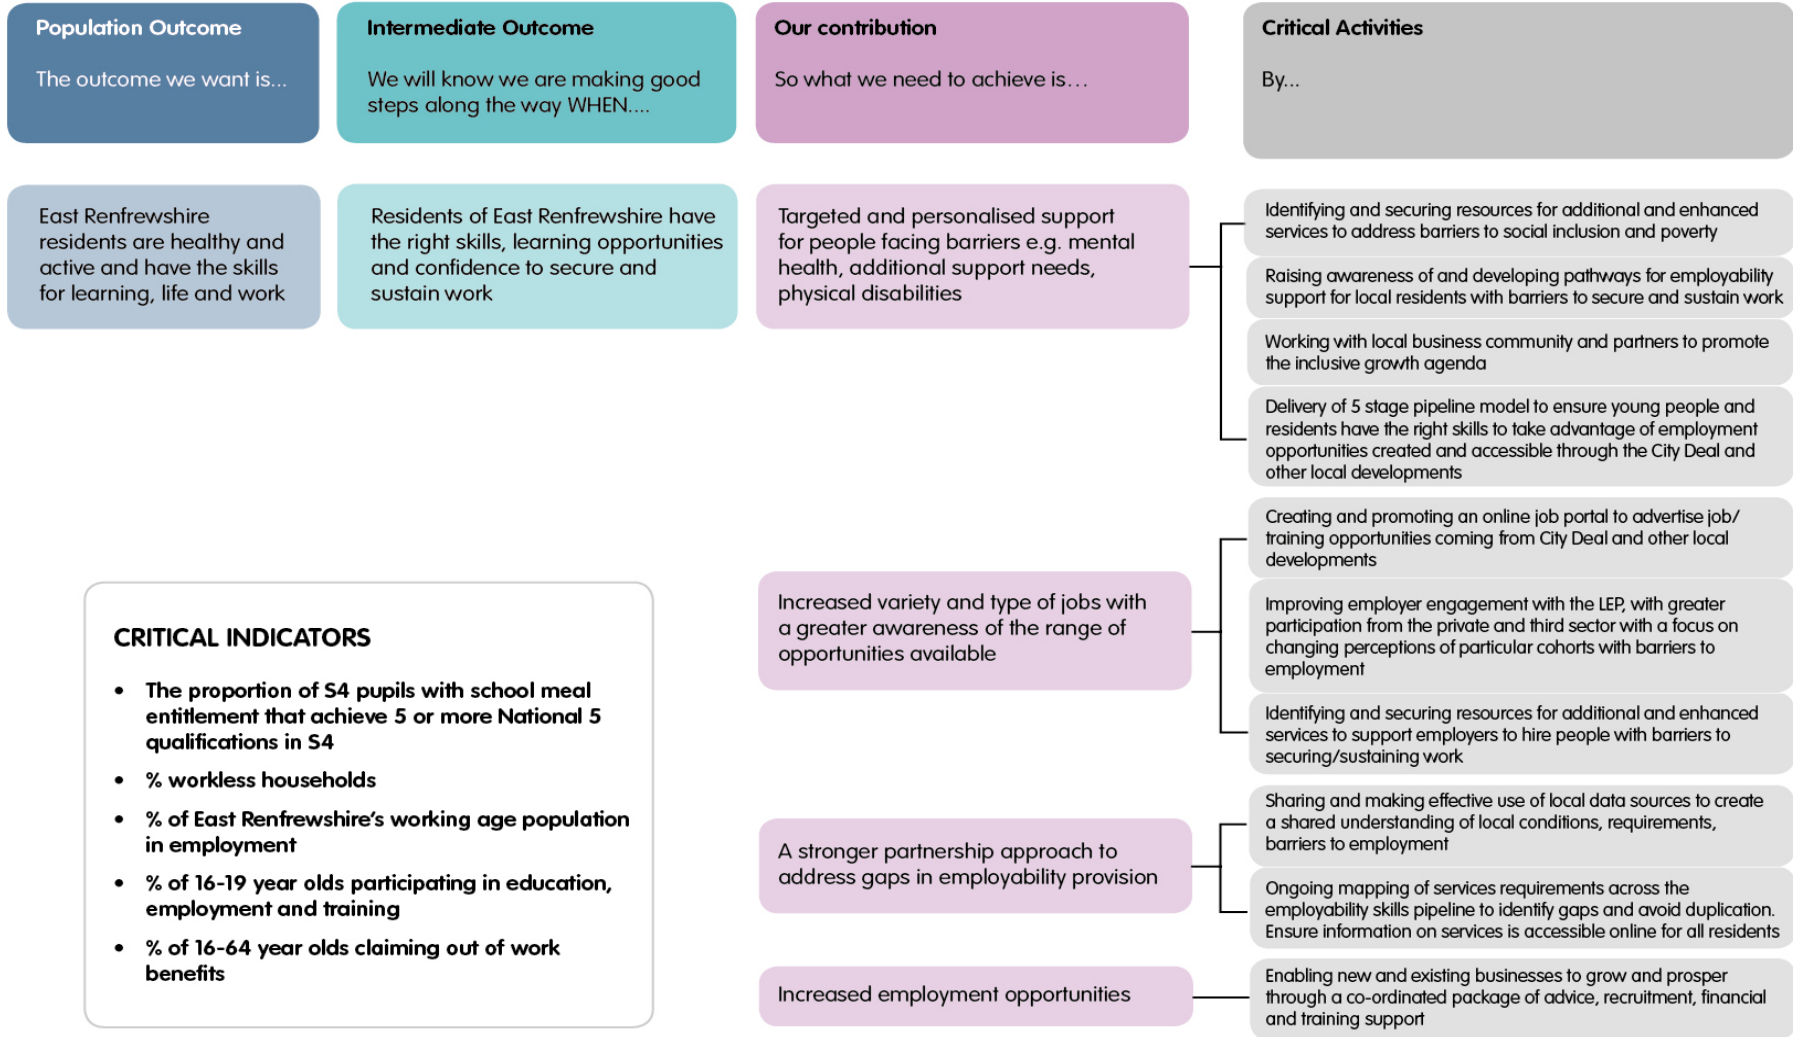 Population Outcome
The outcome we want is...
Intermediate Outcome
We will know we are making good
steps along the way WHEN....
Our contribution
So what we need to achieve is…
Critical Activities
By...
East Renfrewshire
residents are healthy and
active and have the skills
for learning, life and work
Residents of East Renfrewshire have
the right skills, learning opportunities
and confidence to secure and
sustain work
Targeted and personalised support
for people facing barriers e.g. mental
health, additional support needs,
physical disabilities
Identifying and securing resources for additional and enhanced
services to address barriers to social inclusion and poverty
Raising awareness of and developing pathways for employability
support for local residents with barriers to secure and sustain work
Working with local business community and partners to promote
the inclusive growth agenda
Delivery of 5 stage pipeline model to ensure young people and
residents have the right skills to take advantage of employment
opportunities created and accessible through the City Deal and
other local developments
Increased variety and type of jobs with
a greater awareness of the range of
opportunities available
Creating and promoting an online job portal to advertise job/
training opportunities coming from City Deal and other local
developments
Improving employer engagement with the LEP, with greater
participation from the private and third sector with a focus on
changing perceptions of particular cohorts with barriers to
employment
Identifying and securing resources for additional and enhanced
services to support employers to hire people with barriers to
securing/sustaining work
A stronger partnership approach to
address gaps in employability provision
Sharing and making effective use of local data sources to create
a shared understanding of local conditions, requirements,
barriers to employment
Ongoing mapping of services requirements across the
employability skills pipeline to identify gaps and avoid duplication.
Ensure information on services is accessible online for all residents
Increased employment opportunities
Enabling new and existing businesses to grow and prosper
through a co-ordinated package of advice, recruitment, financial
and training support
CRITICAL INDICATORS
• The proportion of S4 pupils with school meal
entitlement that achieve 5 or more National 5
qualifications in S4
• % workless households
• % of East Renfrewshire’s working age population
in employment
• % of 16-19 year olds participating in education,
employment and training
• % of 16-64 year olds claiming out of work
benefits